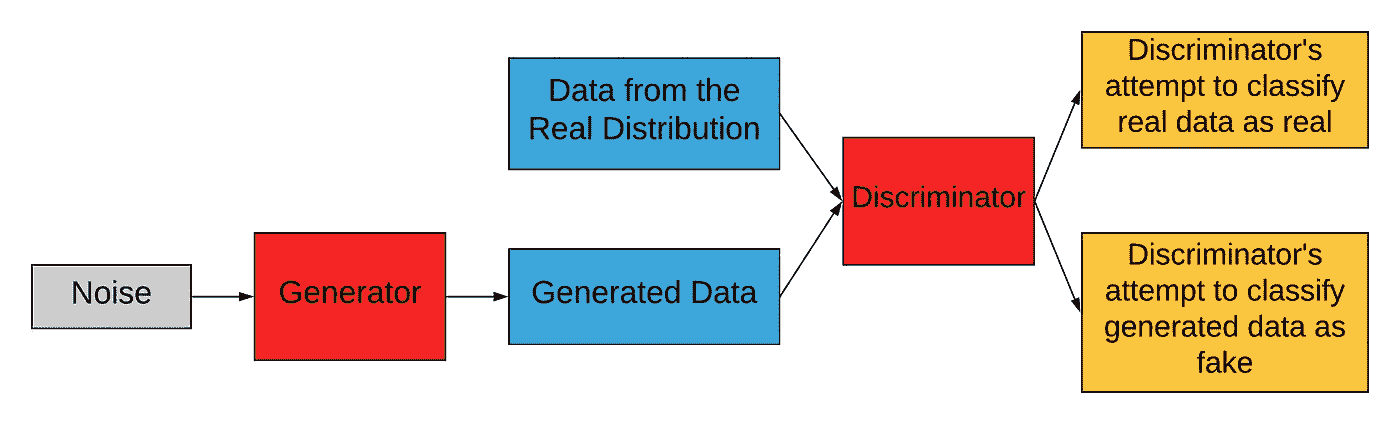 Noise
Generator
Data from the
Real Distribution
Generated Data
Discriminator
Discriminator's
attempt to classify
real data as real
Discriminator's
attempt to classify
generated data as
fake